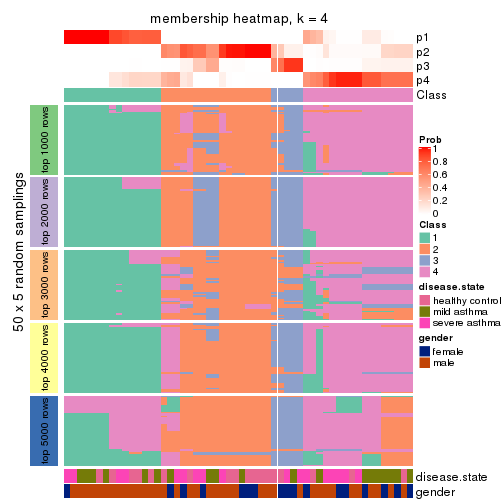 membership heatmap, k = 4
p1
p2
p3
p4
Class
50 x 5 random samplings
top 1000 rows
top 2000 rows
top 3000 rows
top 4000 rows
top 5000 rows
disease.state
gender
Prob
1
0.8
0.6
0.4
0.2
0
Class
1
2
3
4
disease.state
healthy control
mild asthma
severe asthma
gender
female
male